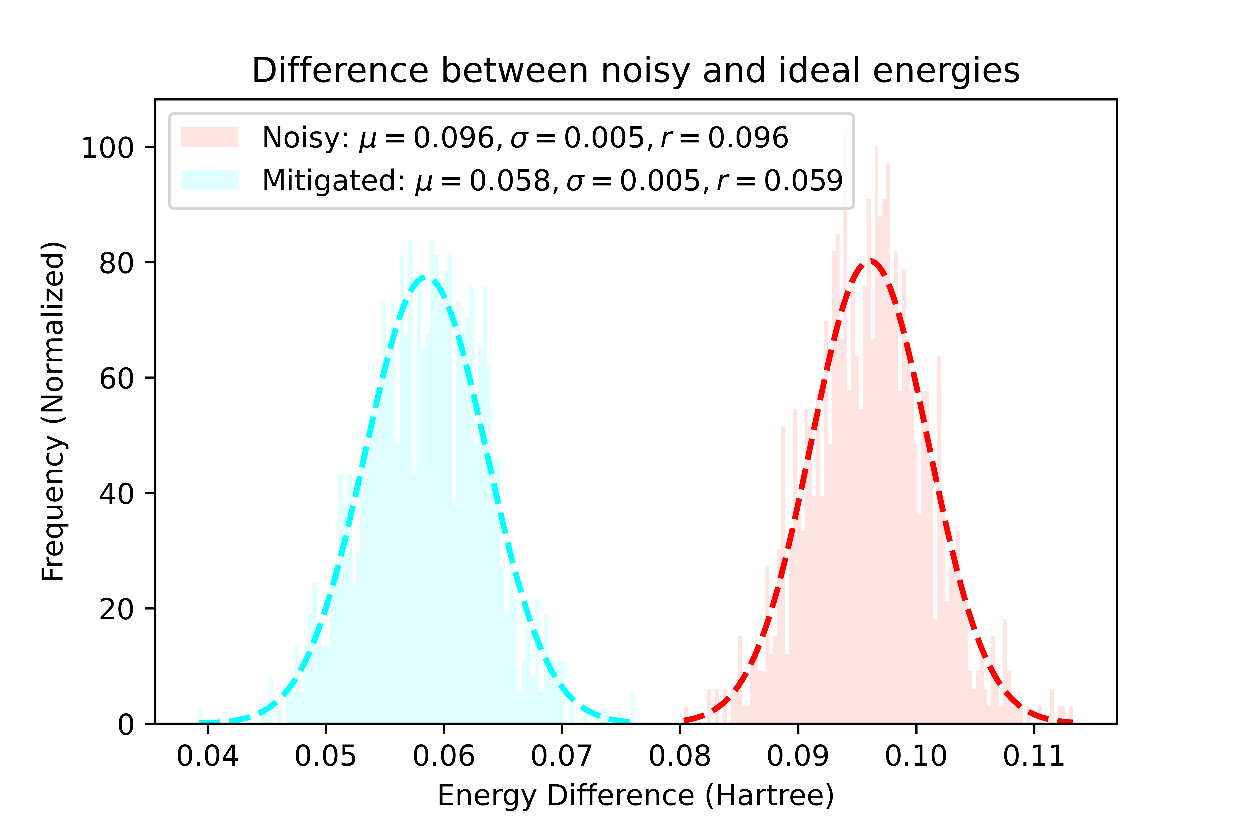 Difference between noisy and ideal energies
Noisy: μ = 0.096, σ = 0.005, r = 0.096
Mitigated: μ = 0.058, σ = 0.005, r = 0.059
Frequency (Normalized)
100
80
60
40
20
0
0.04 0.05 0.06 0.07 0.08 0.09 0.10 0.11
Energy Difference (Hartree)